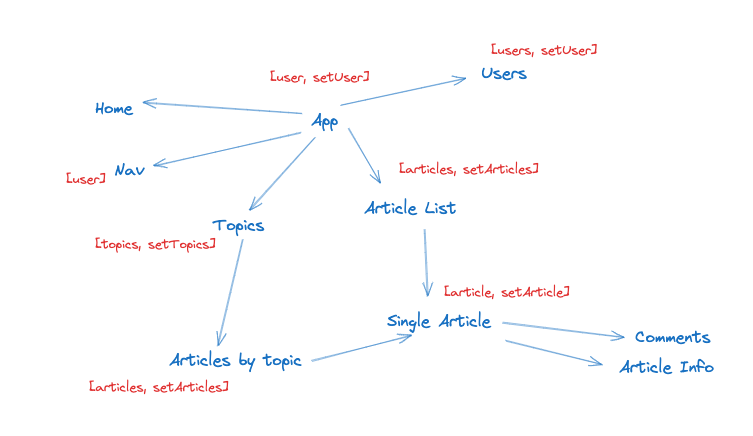 [users, setUser]
Users
[user, setUser]
Home
App
Nav
[user]
[articles, setArticles]
Article List
Topics
[topics, setTopics]
[article, setArticle]
Single Article
Comments
Articles by topic
Article Info
[articles, setArticles]